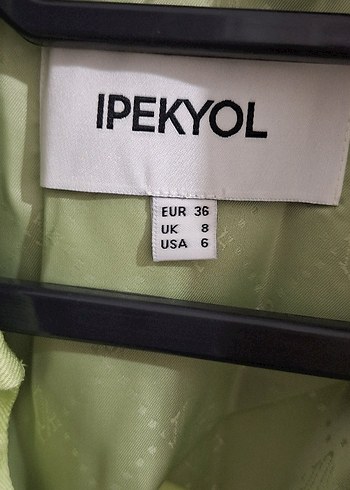 IPEKYOL
EUR 36
UK 8
USA 6